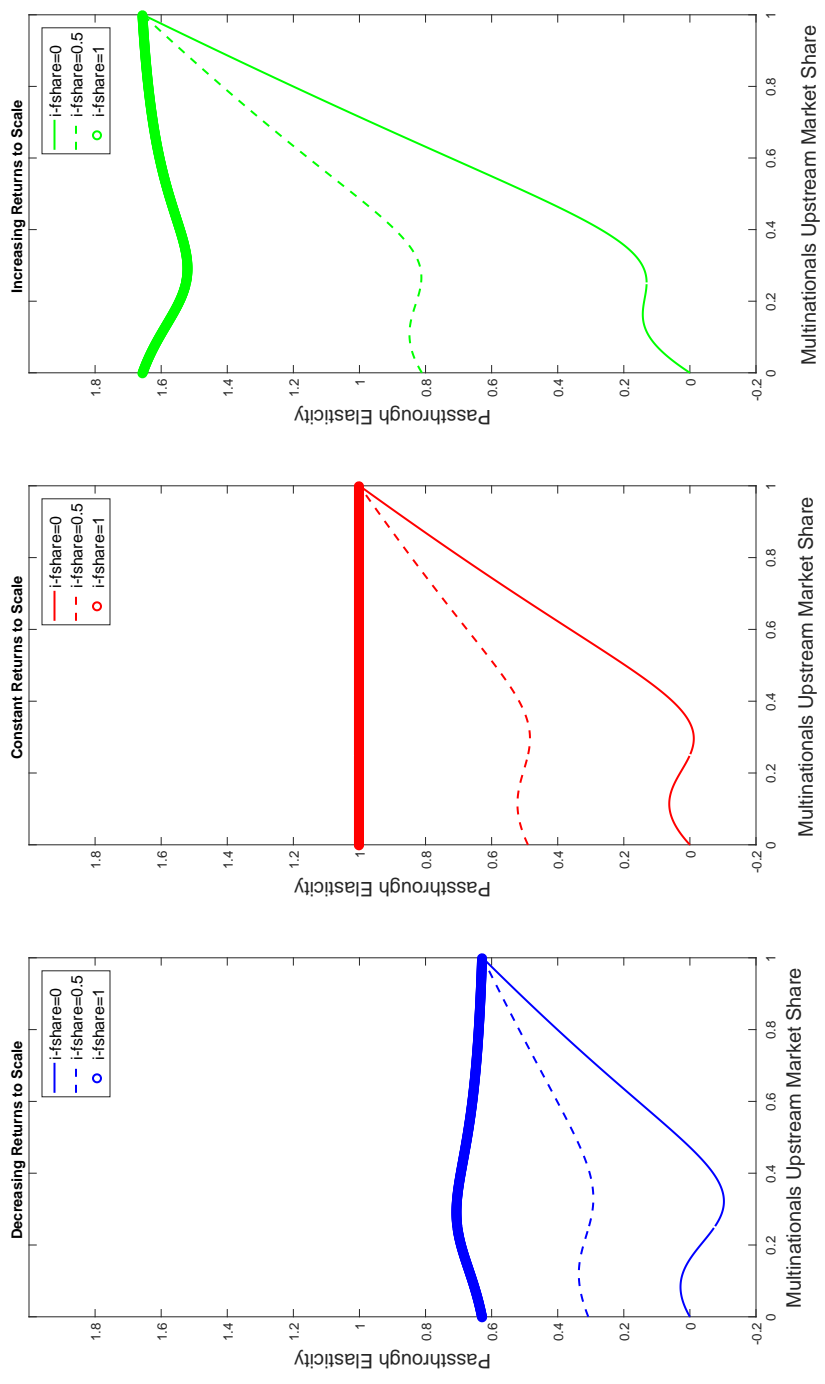 Decreasing Returns to Scale
i-fshare=0
i-fshare=0.5
i-fshare=1
Passthrough Elasticity
1.8
1.6
1.4
1.2
1
0.8
0.6
0.4
0.2
0
-0.2
0
0.2
0.4
0.6
0.8
1
Multinationals Upstream Market Share
Constant Returns to Scale
i-fshare=0
i-fshare=0.5
i-fshare=1
Passthrough Elasticity
1.8
1.6
1.4
1.2
1
0.8
0.6
0.4
0.2
0
-0.2
0
0.2
0.4
0.6
0.8
1
Multinationals Upstream Market Share
Increasing Returns to Scale
i-fshare=0
i-fshare=0.5
i-fshare=1
Passthrough Elasticity
1.8
1.6
1.4
1.2
1
0.8
0.6
0.4
0.2
0
-0.2
0
0.2
0.4
0.6
0.8
1
Multinationals Upstream Market Share